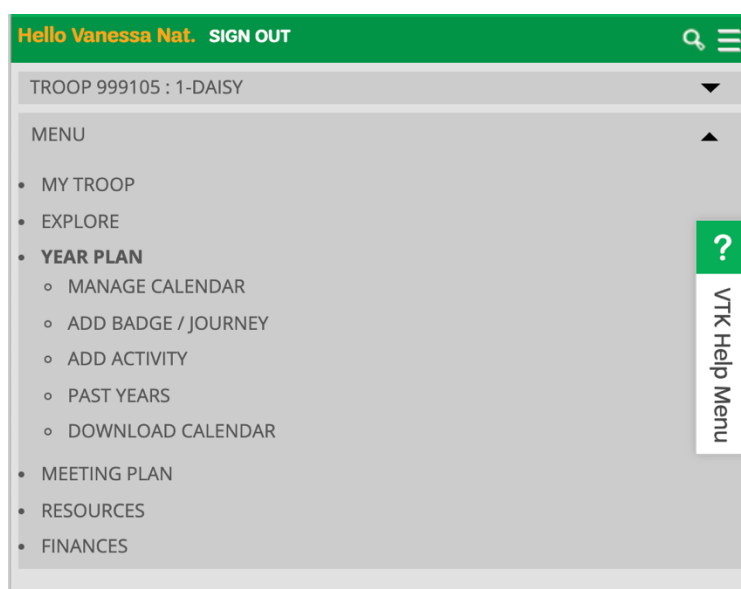 Hello Vanessa Nat. SIGN OUT
TROOP 999105 : 1-DAISY
MENU
MY TROOP
EXPLORE
YEAR PLAN
MANAGE CALENDAR
ADD BADGE / JOURNEY
ADD ACTIVITY
PAST YEARS
DOWNLOAD CALENDAR
MEETING PLAN
RESOURCES
FINANCES
?
VTK Help Menu